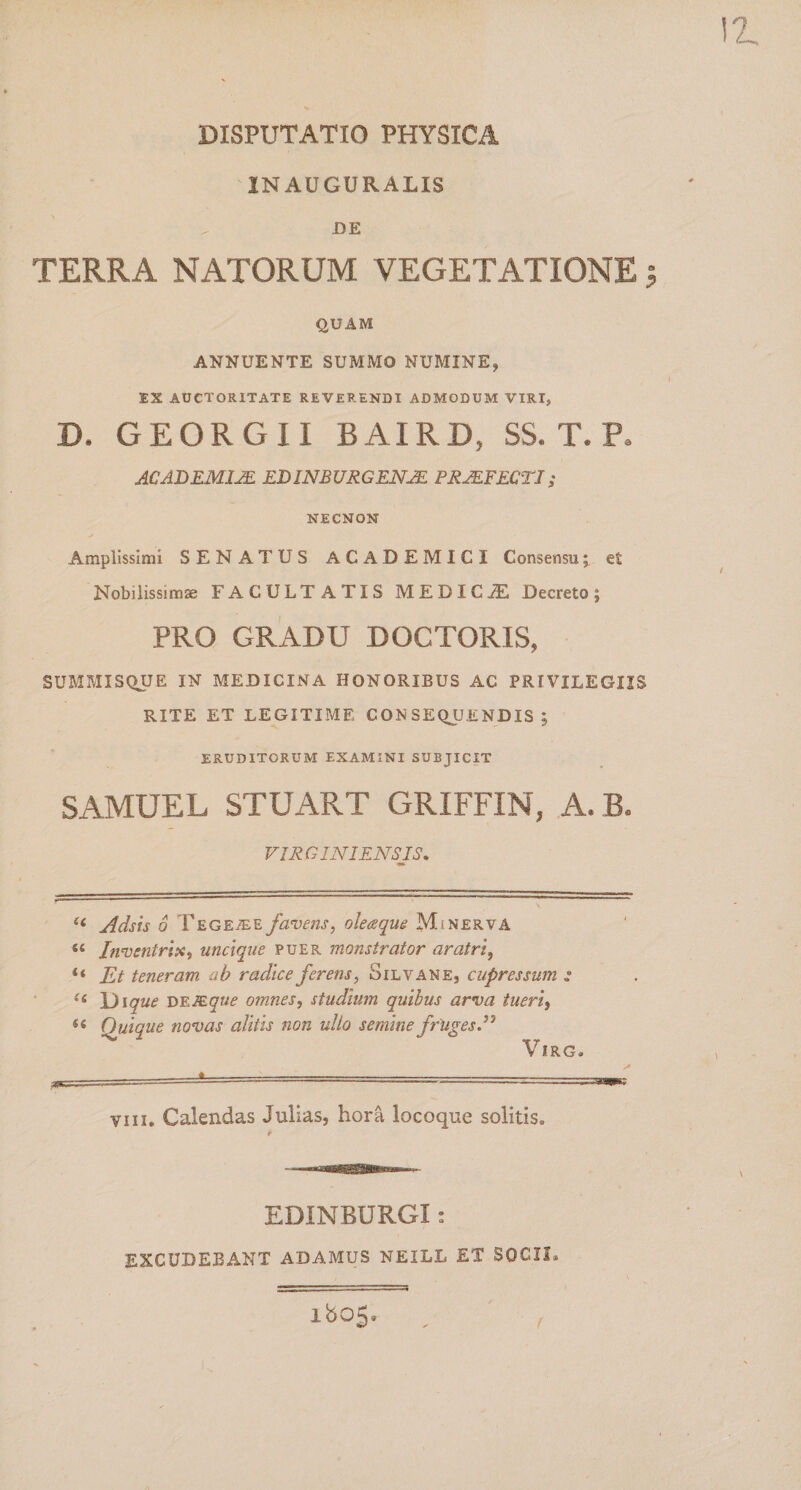 12
DISPUTATIO PHYSICA
INAUGURALIS
DE
TERRA NATORUM VEGETATIONE;
QUAM
ANNUENTE SUMMO NUMINE,
EX AUCTORITATE REVERENDI ADMODUM VIRI,
D. GEORGII BAIRD, SS. T. P.
ACADEMIÆ EDINBURGENÆ PRÆFECTI;
NECNON
Amplissimi SENATUS ACADEMICI Consensu; et
Nobilissimæ FACULTATIS MEDICÆ Decreto;
PRO GRADU DOCTORIS,
SUMMISQUE IN MEDICINA HONORIBUS AC PRIVILEGIIS
RITE ET LEGITIME CONSEQUENDIS;
ERUDITORUM EXAMINI SUBJICIT
SAMUEL STUART GRIFFIN, A. B.
VIRGINIENSIS.
“ Adsis ó TEGEÆE favens, oleæque MINERVA
“ Inventrix, uncique PUER monstrator aratri,
“ Et teneram ab radice ferens, SILVANE, cupressum:
“ DIque DEÆque omnes, studium quibus arva tueri,
“ Quique novas alitis non ullo semine fruges.”
VIRG.
VIII. Calendas Julias, horâ locoque solitis.
EDINBURGI:
EXCUDEBANT ADAMUS NEILL ET SOCII.
1805.